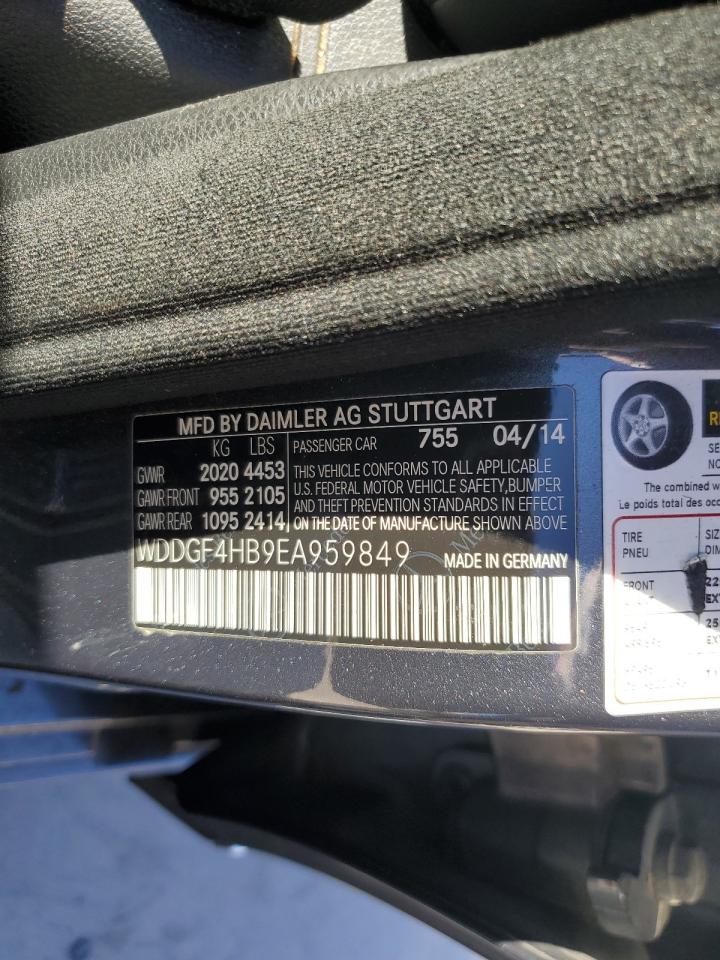 MFD BY DAIMLER AG STUTTGART
KG LBS
GVWR 2020 4453
GAWR FRONT 955 2105
GAWR REAR 1095 2414
PASSENGER CAR 755 04/14
THIS VEHICLE CONFORMS TO ALL APPLICABLE
U.S. FEDERAL MOTOR VEHICLE SAFETY,BUMPER
AND THEFT PREVENTION STANDARDS IN EFFECT
ON THE DATE OF MANUFACTURE SHOWN ABOVE
WDDGF4HB9EA959849 MADE IN GERMANY
The combined
Le poids total des
TIRE
PNEU
FRONT
22
25